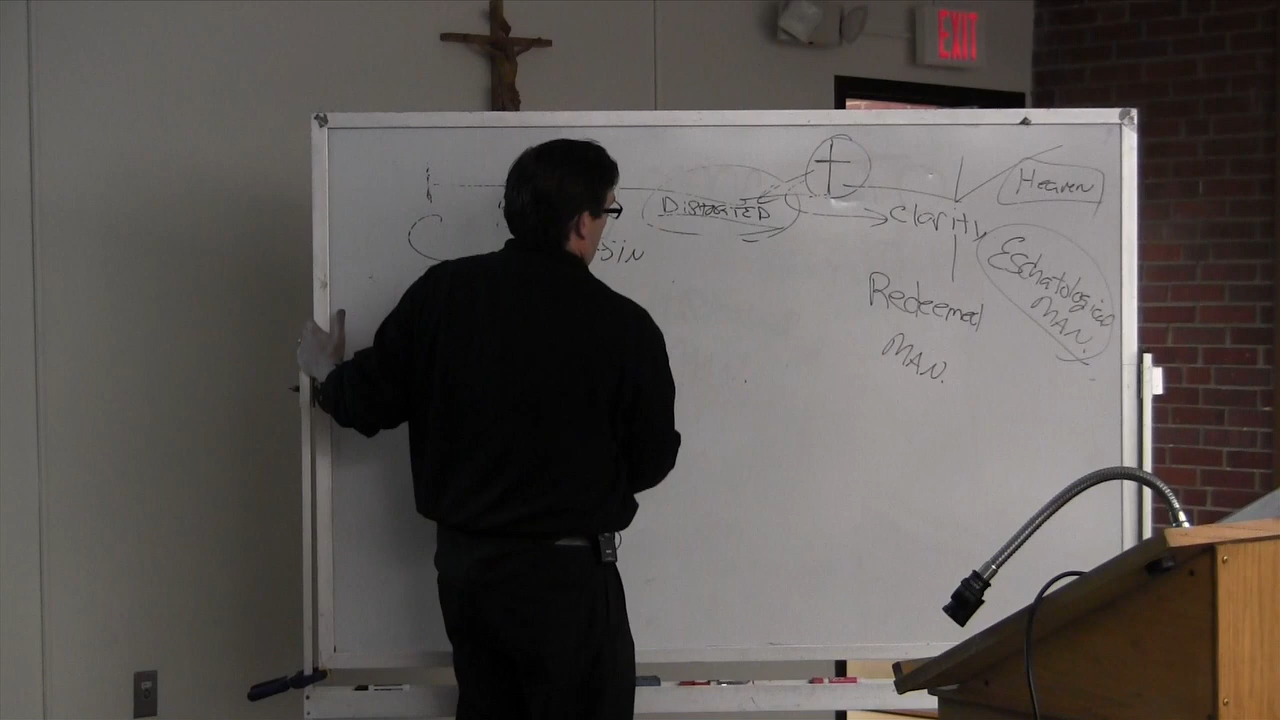 EXIT
Heaven
DISTORTED
clarity
sin
Eschatological
MAN.
Redeemed
MAN.